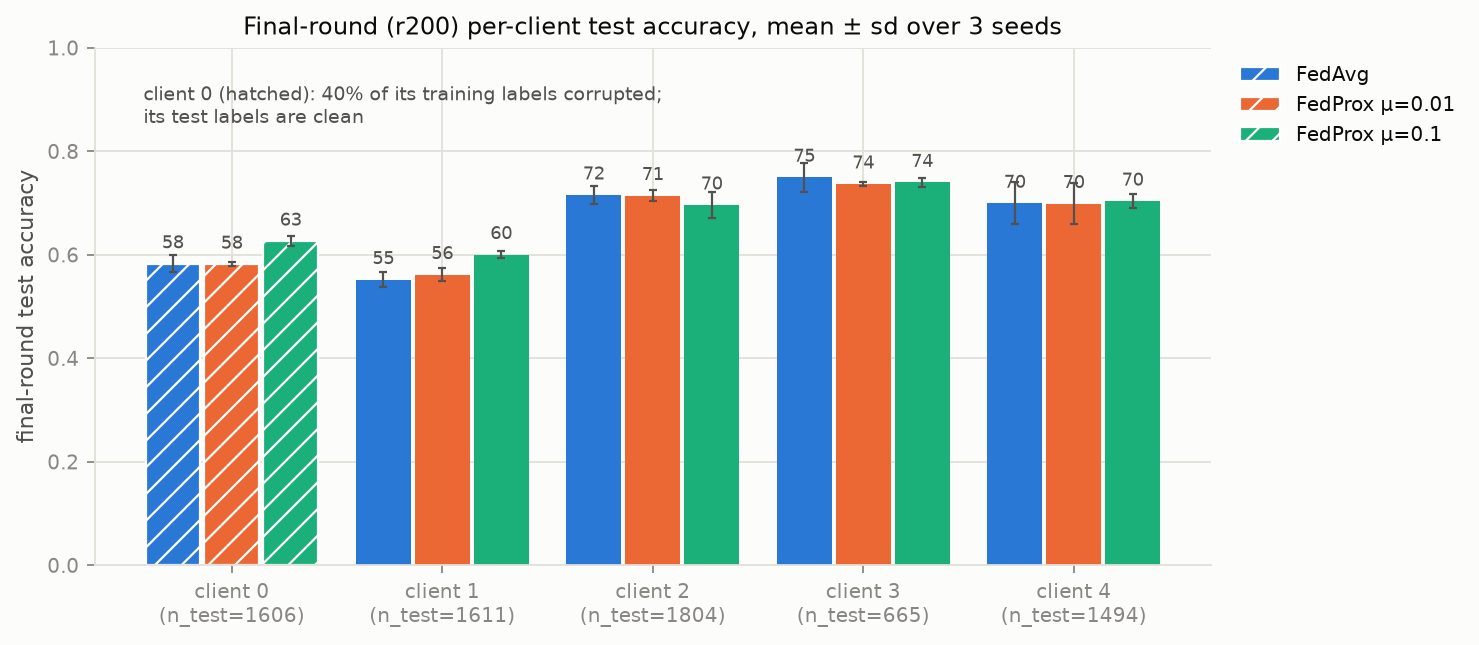 Final-round (r200) per-client test accuracy, mean ± sd over 3 seeds
client 0 (hatched): 40% of its training labels corrupted;
its test labels are clean
FedAvg
FedProx μ=0.01
FedProx μ=0.1
final-round test accuracy
1.0
0.8
0.6
0.4
0.2
0.0
58
58
63
55
56
60
72
71
70
75
74
74
70
70
70
client 0
(n_test=1606)
client 1
(n_test=1611)
client 2
(n_test=1804)
client 3
(n_test=665)
client 4
(n_test=1494)